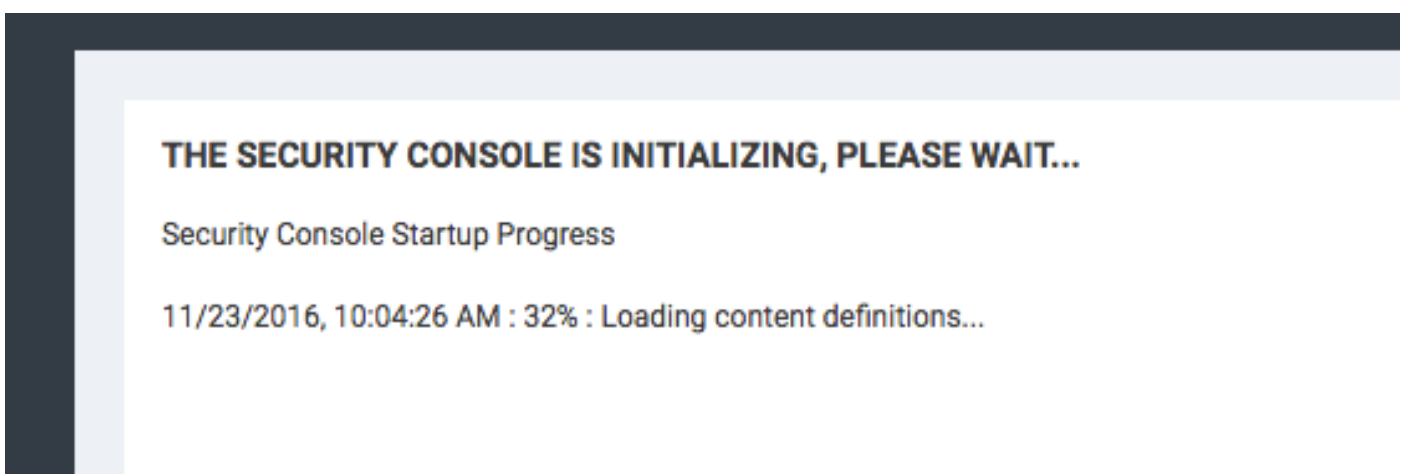 THE SECURITY CONSOLE IS INITIALIZING, PLEASE WAIT...
Security Console Startup Progress
11/23/2016, 10:04:26 AM : 32% : Loading content definitions...